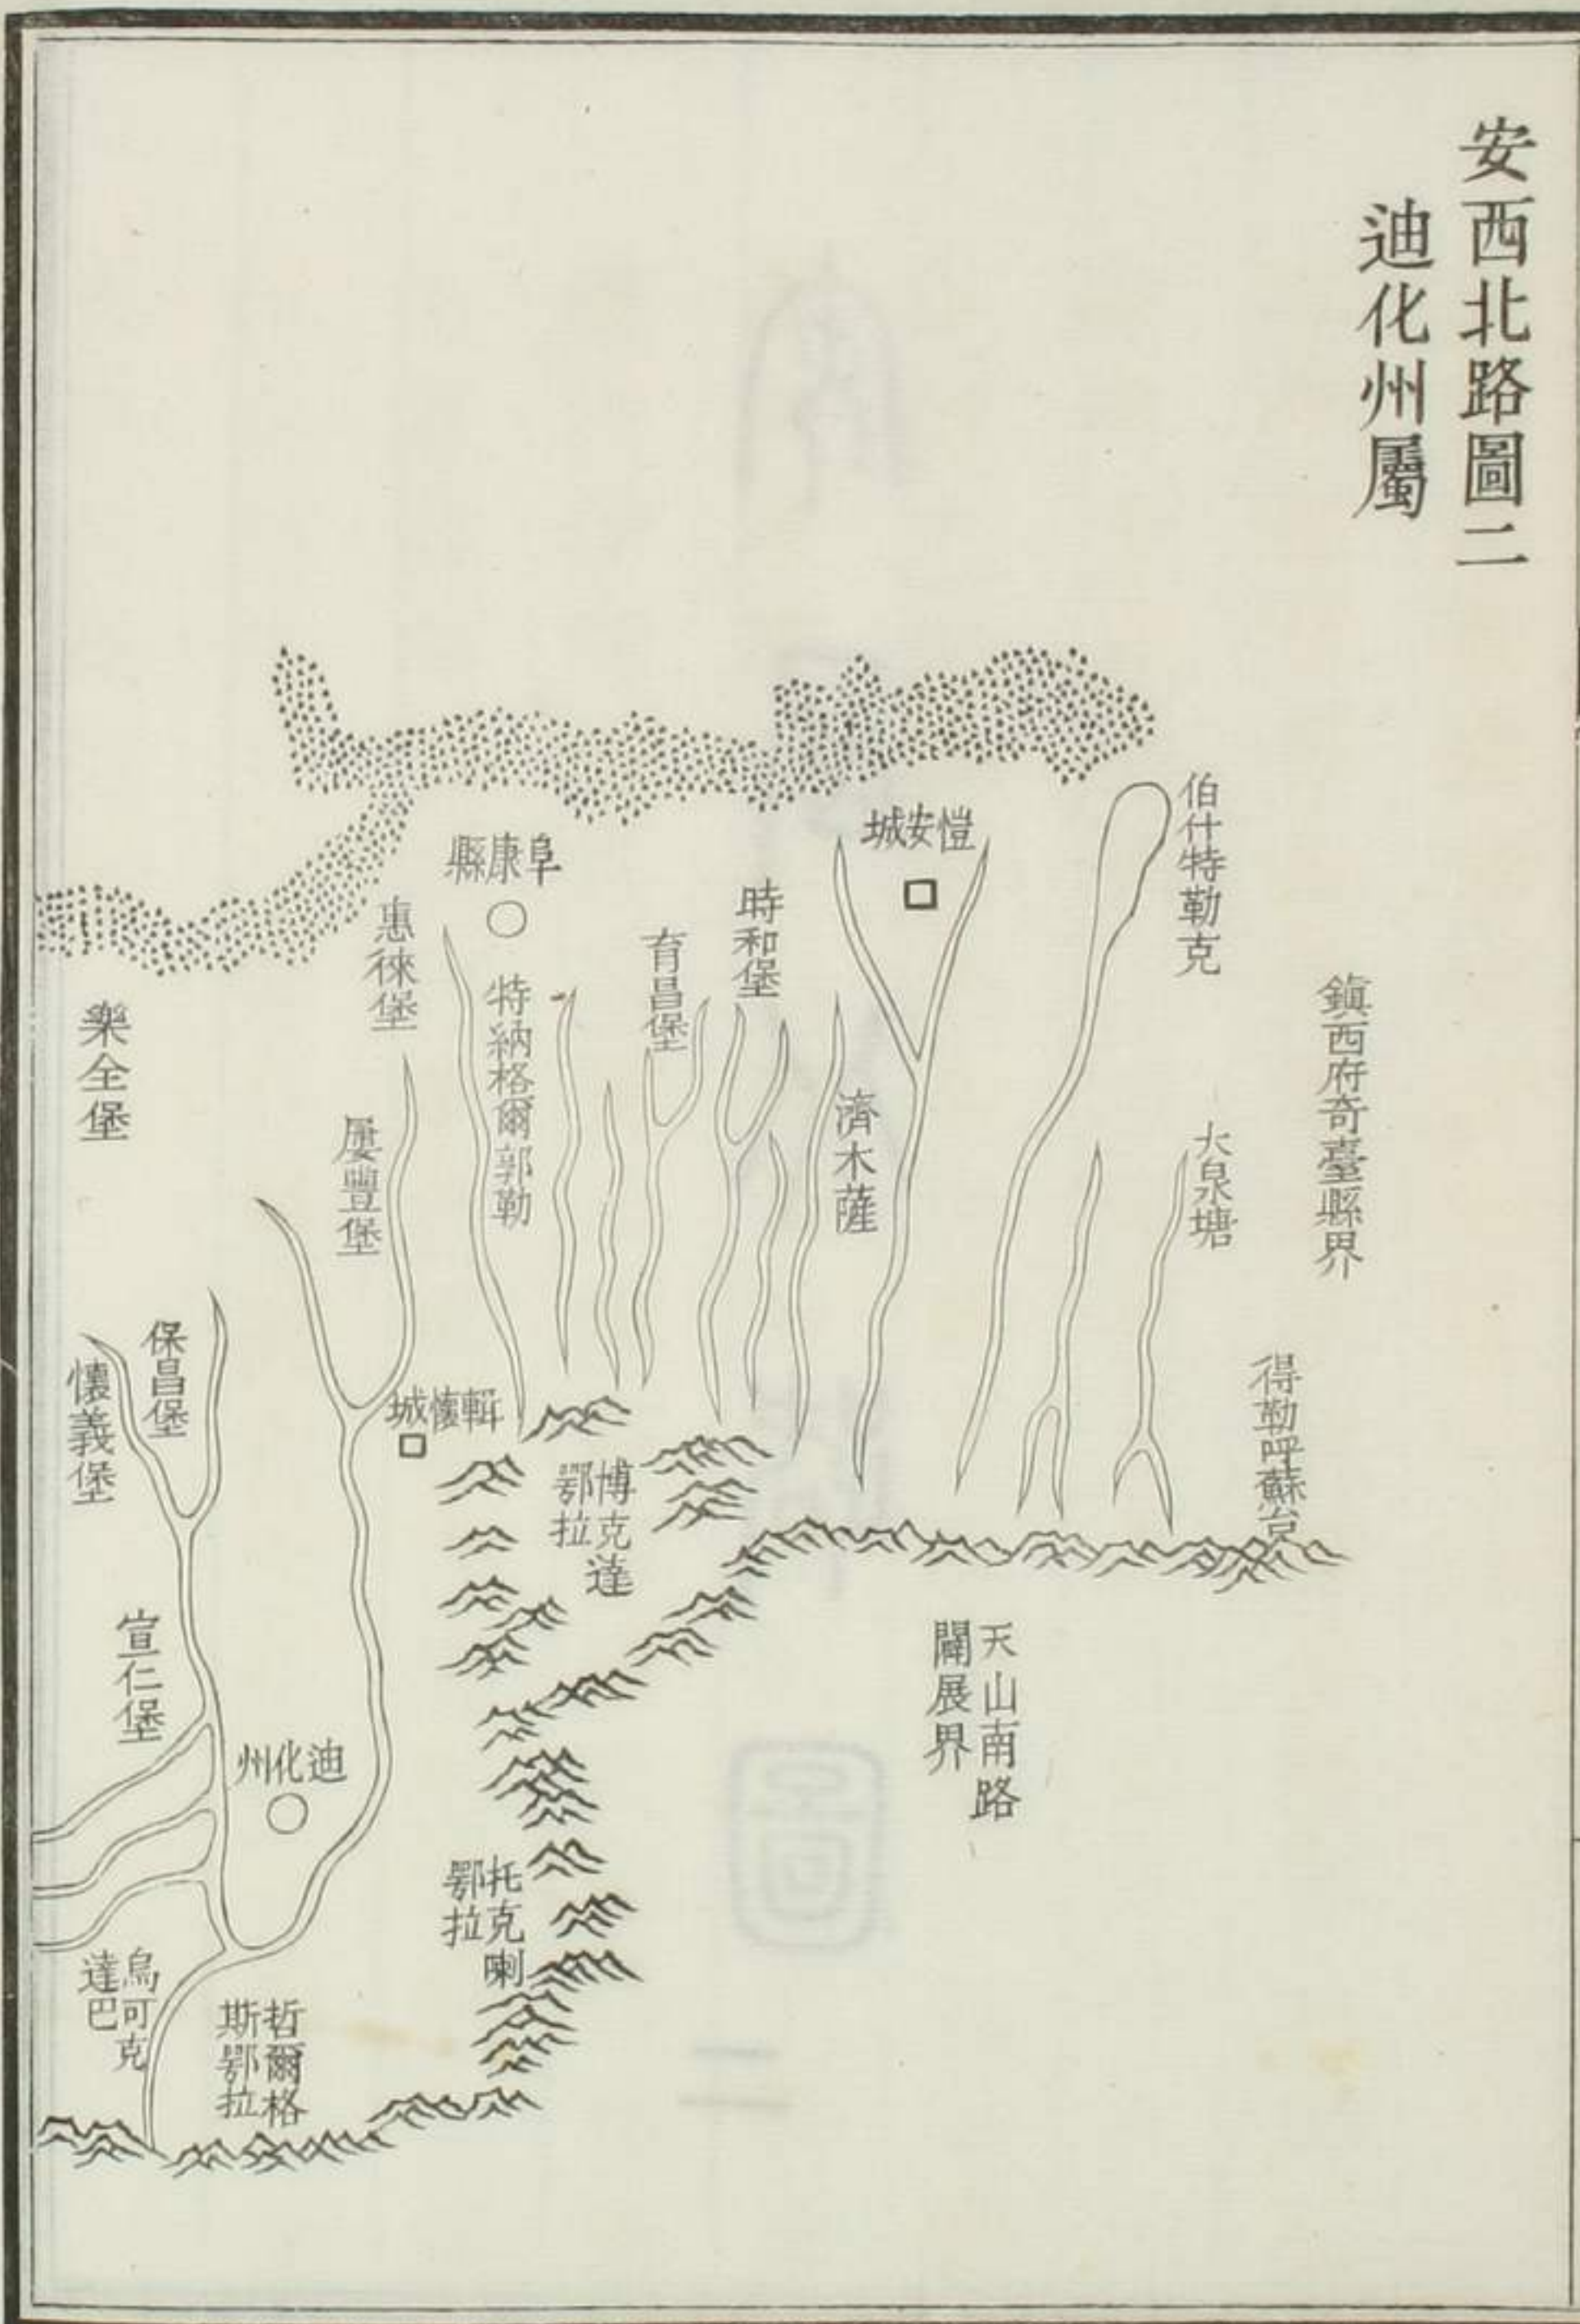 安西北路圖二
迪化州屬
鎮西府奇臺縣界
得勒呼蘇台
伯什特勒克
大泉塘
愷安城
天山南路
闢展界
濟木薩
時和堡
育昌堡
博克達
鄂拉
阜康縣
特納格爾郭勒
輯懷城
托克喇
鄂拉
惠徠堡
屢豐堡
迪化州
哲爾格
斯鄂拉
保昌堡
宣仁堡
烏可克
達巴
樂全堡
懷義堡